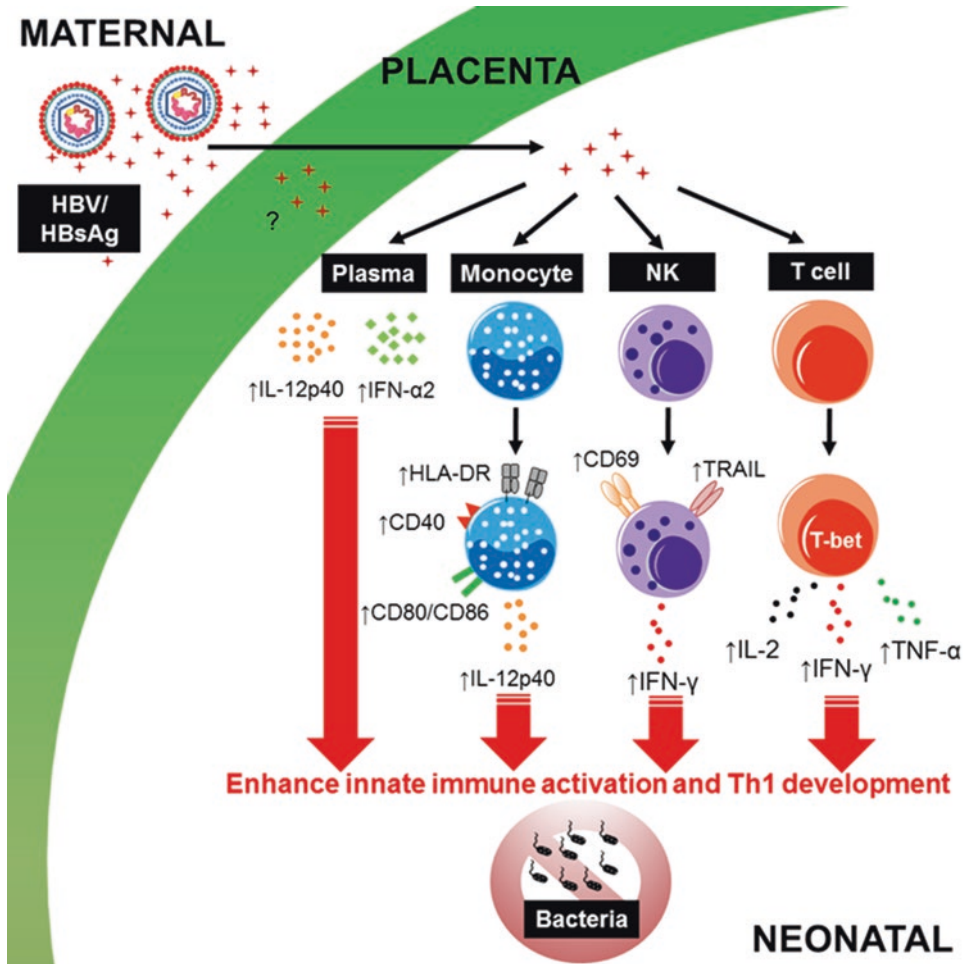 MATERNAL
PLACENTA
HBV/
HBsAg
?
Plasma
Monocyte
NK
T cell
↑IL-12p40
↑IFN-α2
↑HLA-DR
↑CD40
↑CD80/CD86
↑IL-12p40
↑CD69
↑TRAIL
↑IFN-γ
T-bet
↑IL-2
↑IFN-γ
↑TNF-α
Enhance innate immune activation and Th1 development
Bacteria
NEONATAL